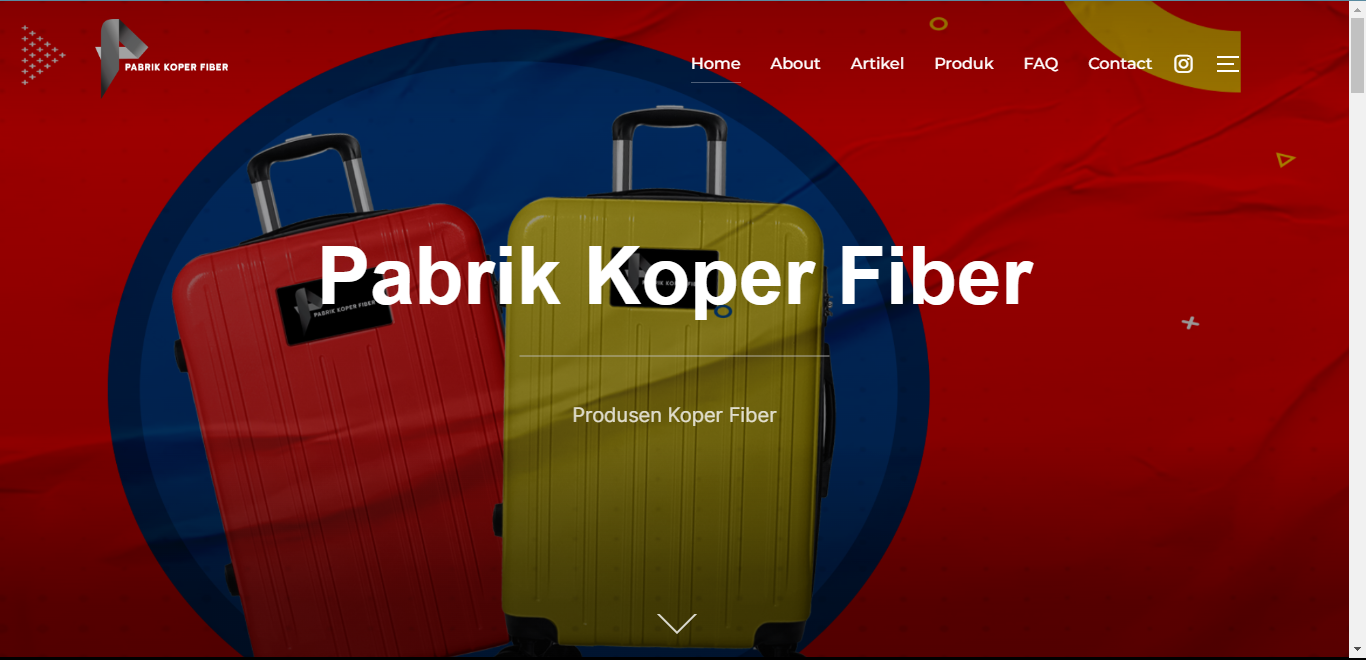 PABRIK KOPER FIBER
Home About Artikel Produk FAQ Contact
Pabrik Koper Fiber
PABRIK KOPER FIBER
Produsen Koper Fiber